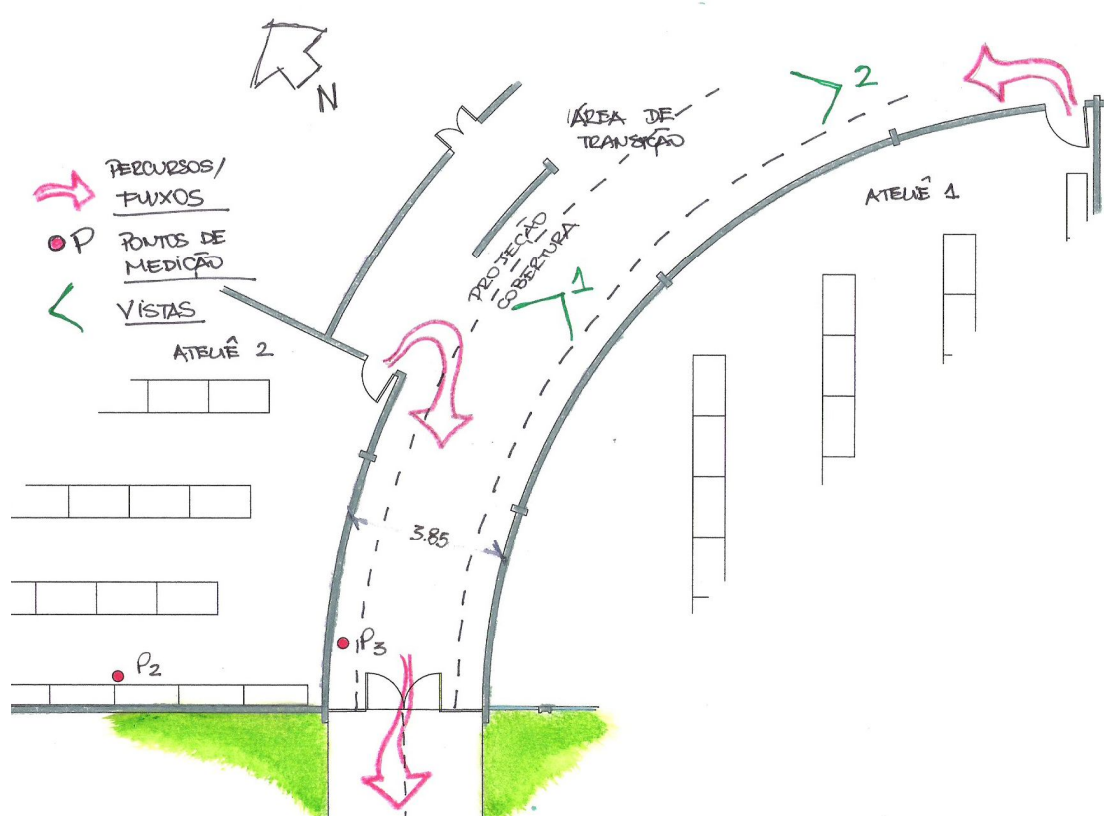 N
PERCURSOS/
FLUXOS
P PONTOS DE
MEDIÇÃO
VISTAS
ATELIÊ 2
ÁREA DE
TRANSIÇÃO
PROJEÇÃO
COBERTURA
1
2
ATELIÊ 1
3.85
P3
P2